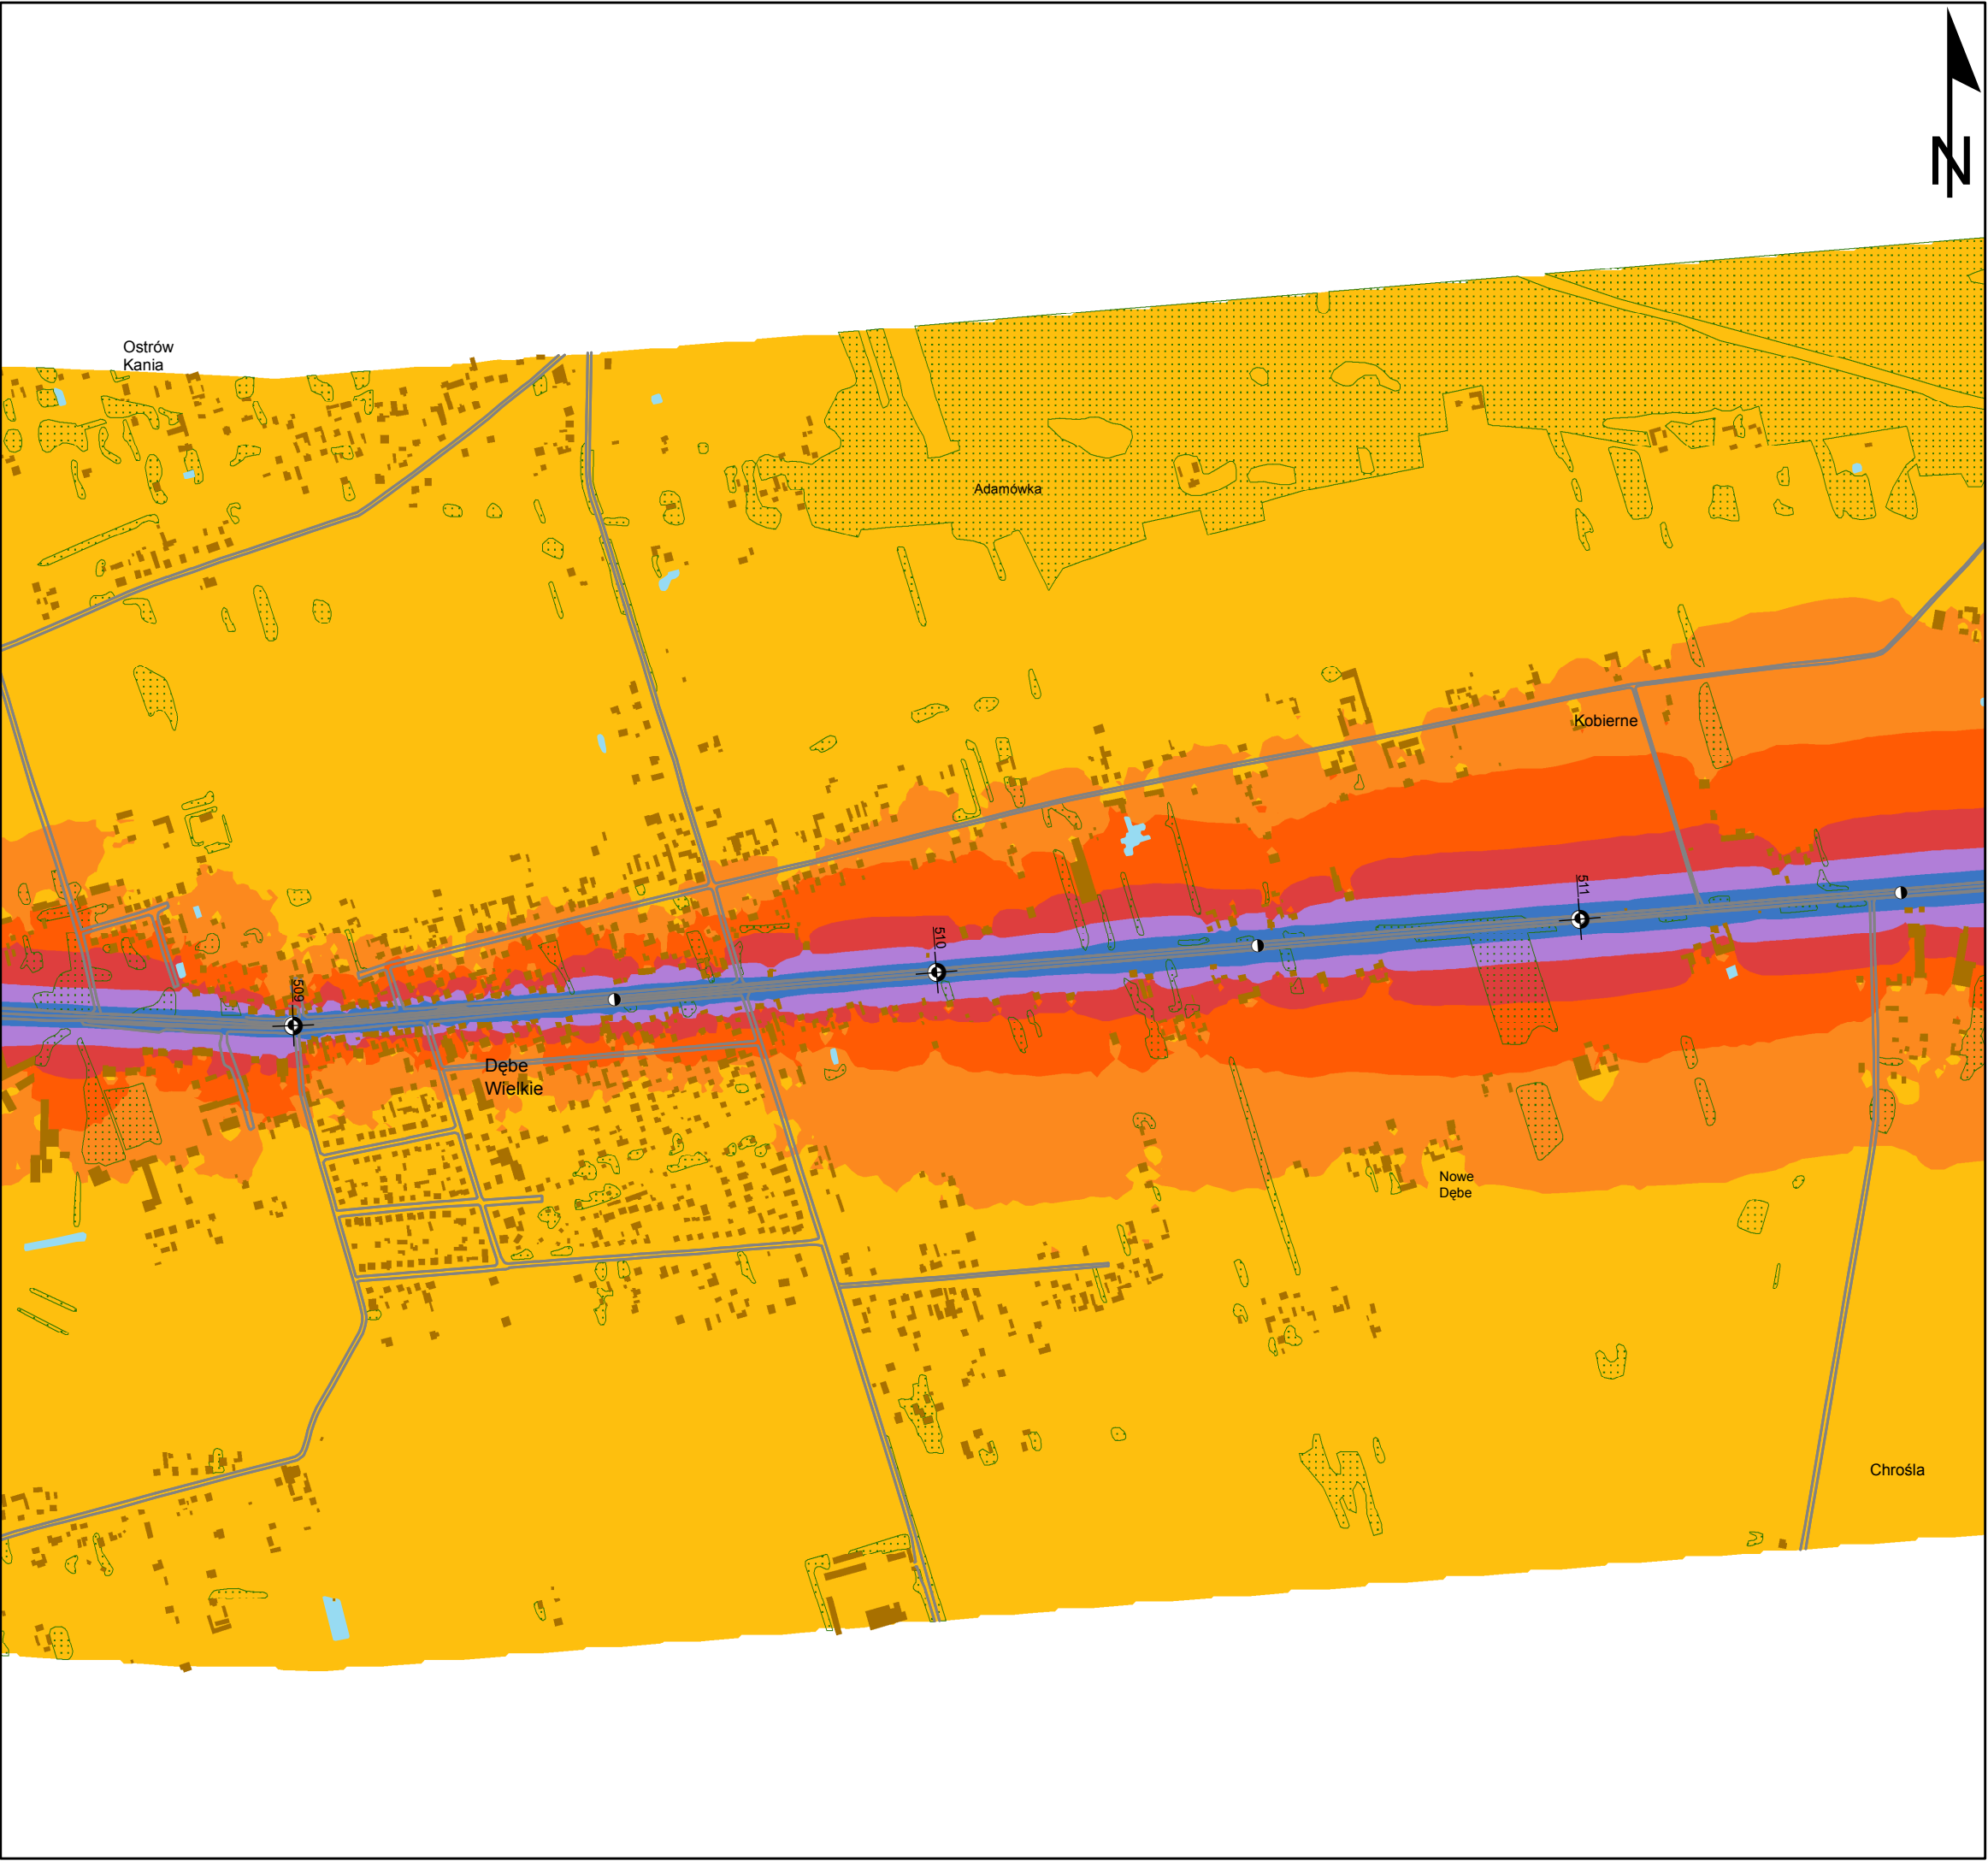 N
Ostrów
Kania
Adamówka
Kobierne
511
510
509
Dębe
Wielkie
Nowe
Dębe
Chrośla